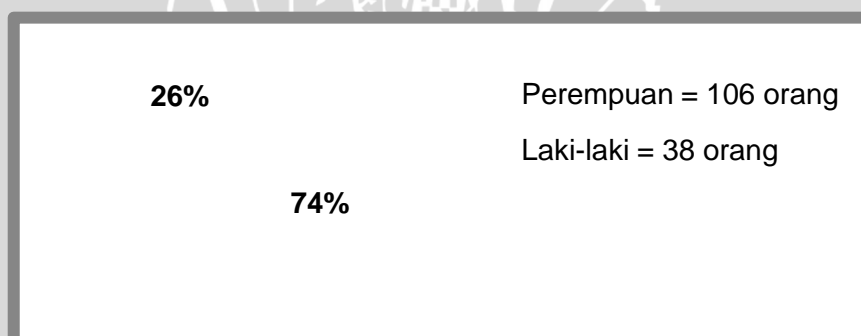 26%
Perempuan = 106 orang
Laki-laki = 38 orang
74%